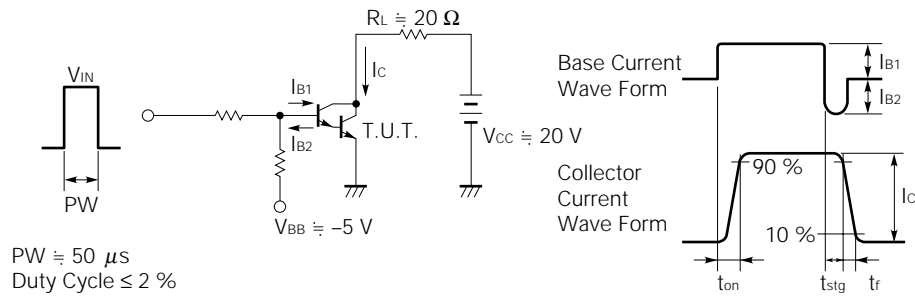 RL ≒ 20 Ω
VIN
IB1
IC
IB2
T.U.T.
VCC ≒ 20 V
VBB ≒ −5 V
PW
PW ≒ 50 μs
Duty Cycle ≤ 2 %
Base Current
Wave Form
IB1
IB2
Collector
Current
Wave Form
90 %
10 %
IC
ton
tstg
tf